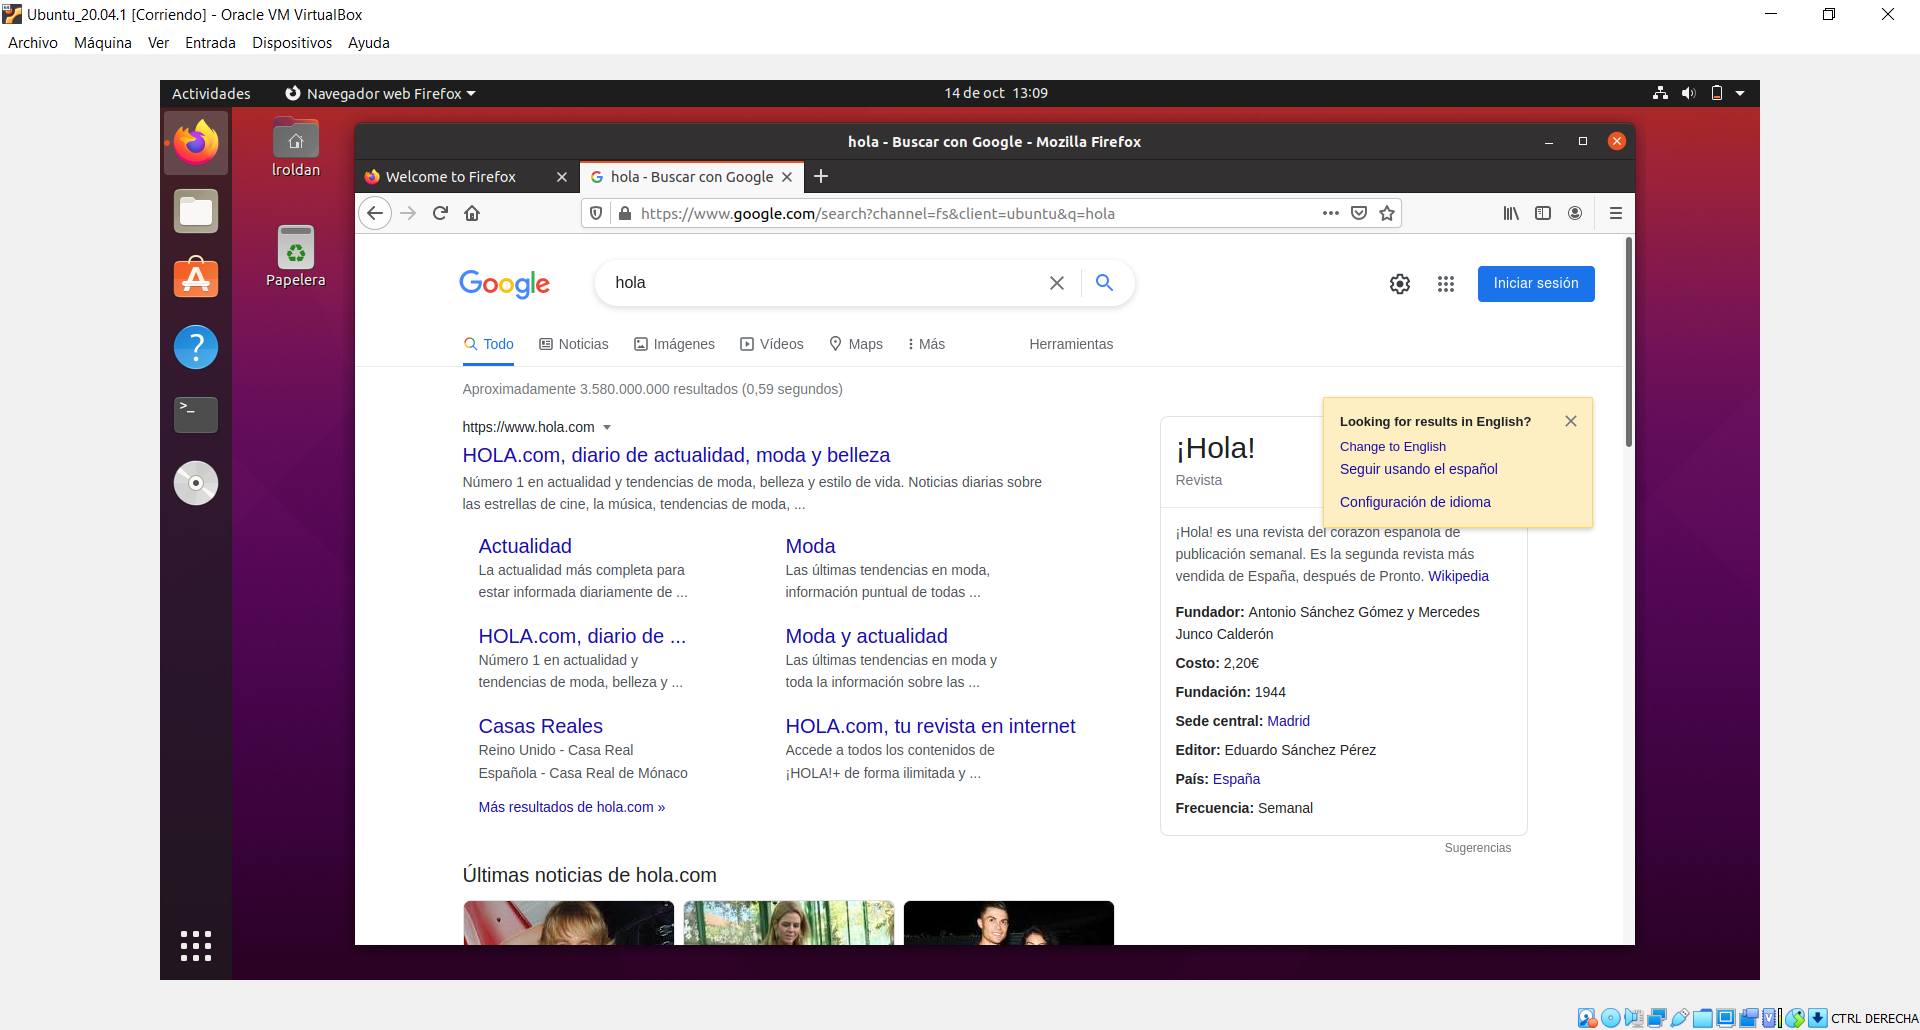 Ubuntu_20.04.1 [Corriendo] - Oracle VM VirtualBox
Archivo Máquina Ver Entrada Dispositivos Ayuda
Actividades Navegador web Firefox 14 de oct 13:09
lroldan
Papelera
>_
hola - Buscar con Google - Mozilla Firefox
Welcome to Firefox hola - Buscar con Google
https://www.google.com/search?channel=fs&client=ubuntu&q=hola
Google hola Iniciar sesión
Todo Noticias Imágenes Vídeos Maps Más Herramientas
Aproximadamente 3.580.000.000 resultados (0,59 segundos)
https://www.hola.com
HOLA.com, diario de actualidad, moda y belleza
Número 1 en actualidad y tendencias de moda, belleza y estilo de vida. Noticias diarias sobre
las estrellas de cine, la música, tendencias de moda, ...
Actualidad
La actualidad más completa para
estar informada diariamente de ...
Moda
Las últimas tendencias en moda,
información puntual de todas ...
HOLA.com, diario de ...
Número 1 en actualidad y
tendencias de moda, belleza y ...
Moda y actualidad
Las últimas tendencias en moda y
toda la información sobre las ...
Casas Reales
Reino Unido - Casa Real
Española - Casa Real de Mónaco
HOLA.com, tu revista en internet
Accede a todos los contenidos de
¡HOLA!+ de forma ilimitada y ...
Más resultados de hola.com »
Últimas noticias de hola.com
Looking for results in English?
Change to English
Seguir usando el español
Configuración de idioma
¡Hola!
Revista
¡Hola! es una revista del corazón española de
publicación semanal. Es la segunda revista más
vendida de España, después de Pronto. Wikipedia
Fundador: Antonio Sánchez Gómez y Mercedes
Junco Calderón
Costo: 2,20€
Fundación: 1944
Sede central: Madrid
Editor: Eduardo Sánchez Pérez
País: España
Frecuencia: Semanal
Sugerencias
CTRL DERECHA